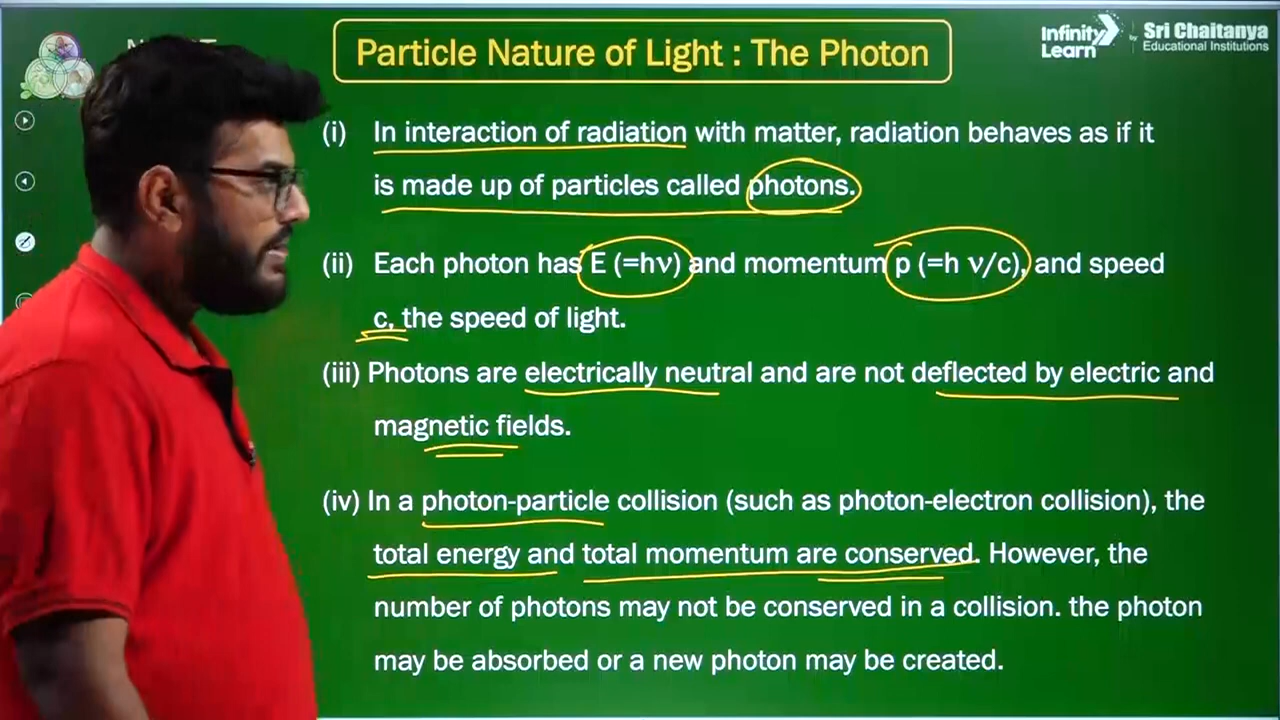 Particle Nature of Light : The Photon
Infinity Learn
by
Sri Chaitanya
Educational Institutions
(i) In interaction of radiation with matter, radiation behaves as if it
is made up of particles called photons.
(ii) Each photon has E (=hν) and momentum p (=h ν/c), and speed
c, the speed of light.
(iii) Photons are electrically neutral and are not deflected by electric and
magnetic fields.
(iv) In a photon-particle collision (such as photon-electron collision), the
total energy and total momentum are conserved. However, the
number of photons may not be conserved in a collision. the photon
may be absorbed or a new photon may be created.